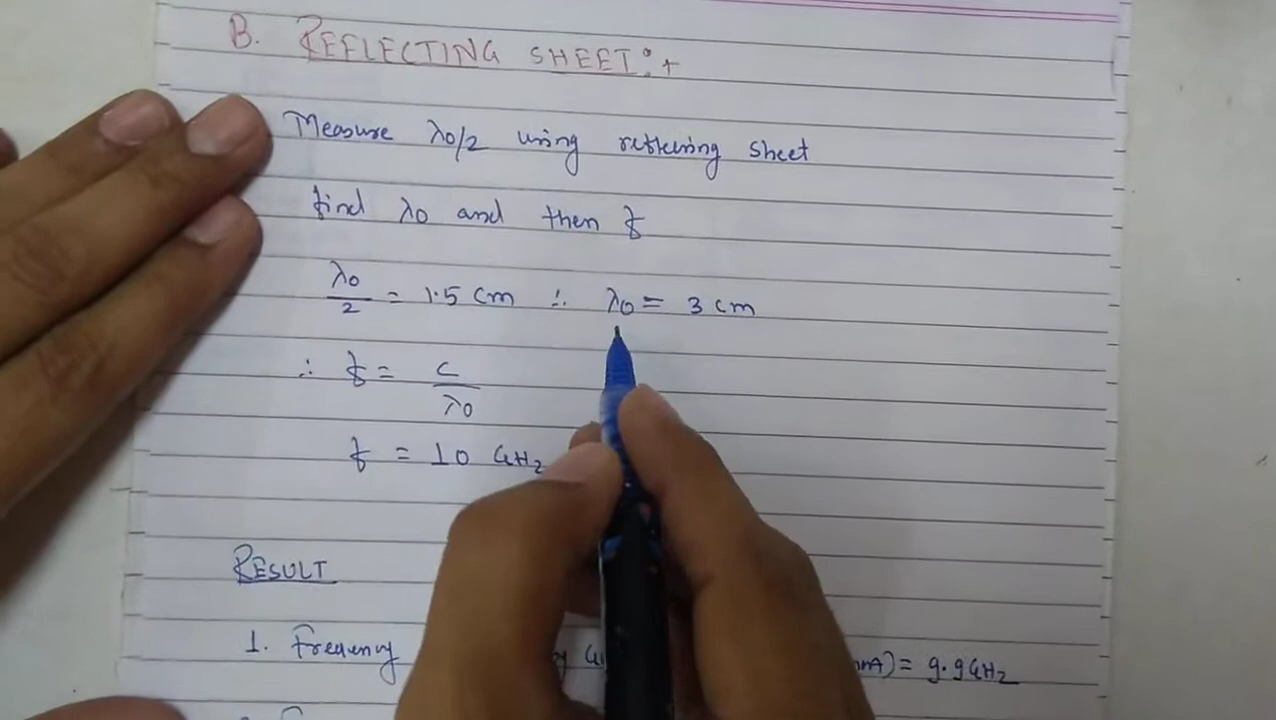 B. REFLECTING SHEET:+
Measure λ0/2 using reflecting sheet
find λ0 and then f
λ0/2 = 1.5 cm ∴ λ0 = 3 cm
∴ f = c/λ0
f = 10 GHz
RESULT
1. Frequency = 9.9 GHz